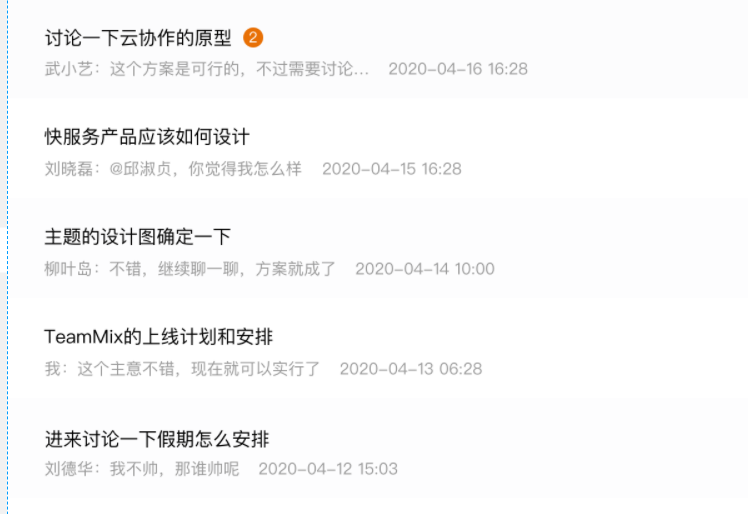 讨论一下云协作的原型 2
武小艺：这个方案是可行的，不过需要讨论... 2020-04-16 16:28
快服务产品应该如何设计
刘晓磊：@邱淑贞，你觉得我怎么样 2020-04-15 16:28
主题的设计图确定一下
柳叶岛：不错，继续聊一聊，方案就成了 2020-04-14 10:00
TeamMix的上线计划和安排
我：这个主意不错，现在就可以实行了 2020-04-13 06:28
进来讨论一下假期怎么安排
刘德华：我不帅，那谁帅呢 2020-04-12 15:03